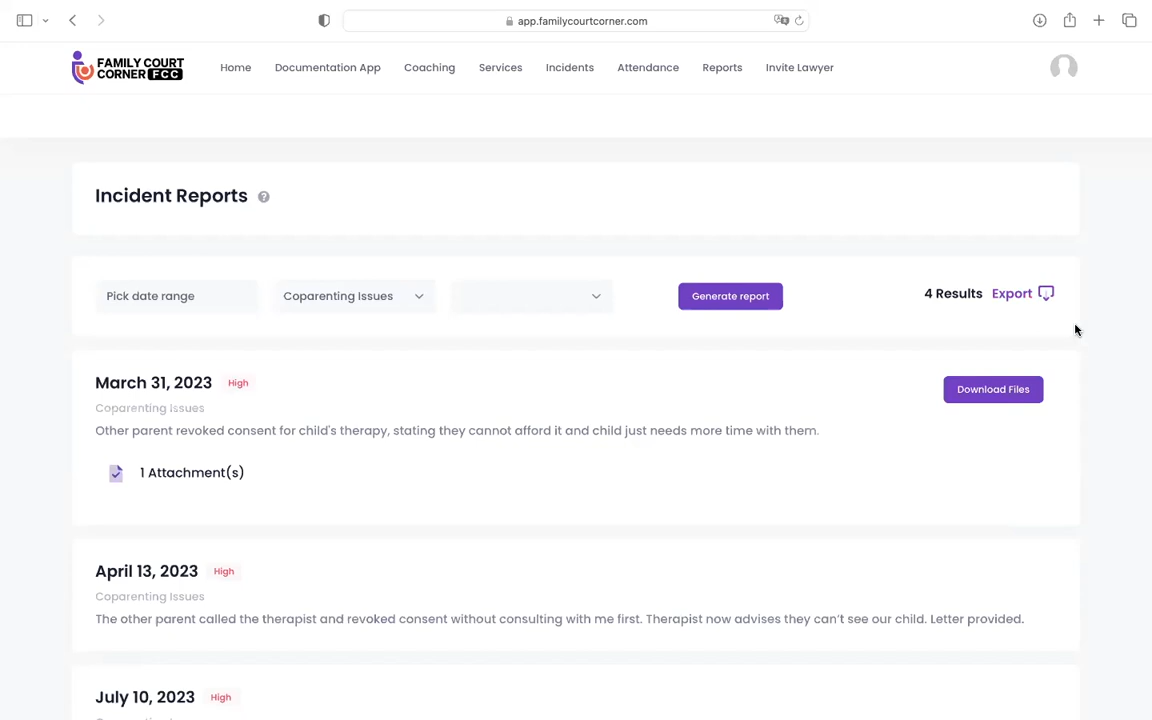 app.familycourtcorner.com
FAMILY COURT
CORNER FCC
Home
Documentation App
Coaching
Services
Incidents
Attendance
Reports
Invite Lawyer
Incident Reports ?
Pick date range
Coparenting Issues
Generate report
4 Results Export
March 31, 2023 High
Download Files
Coparenting Issues
Other parent revoked consent for child's therapy, stating they cannot afford it and child just needs more time with them.
1 Attachment(s)
April 13, 2023 High
Coparenting Issues
The other parent called the therapist and revoked consent without consulting with me first. Therapist now advises they can't see our child. Letter provided.
July 10, 2023 High